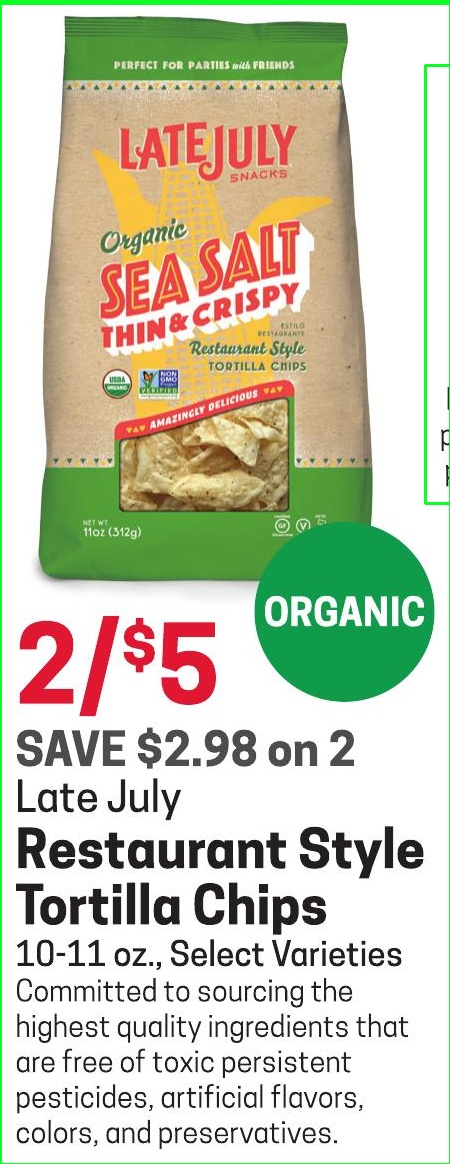 PERFECT FOR PARTIES with FRIENDS
LATE JULY
SNACKS
Organic
SEA SALT
THIN & CRISPY
ESTILO
RESTAURANTE
Restaurant Style
TORTILLA CHIPS
USDA
ORGANIC
NON
GMO
Project
VERIFIED
AMAZINGLY DELICIOUS
NET WT
11oz (312g)
GF
V
ORGANIC
2/$5
SAVE $2.98 on 2
Late July
Restaurant Style
Tortilla Chips
10-11 oz., Select Varieties
Committed to sourcing the
highest quality ingredients that
are free of toxic persistent
pesticides, artificial flavors,
colors, and preservatives.